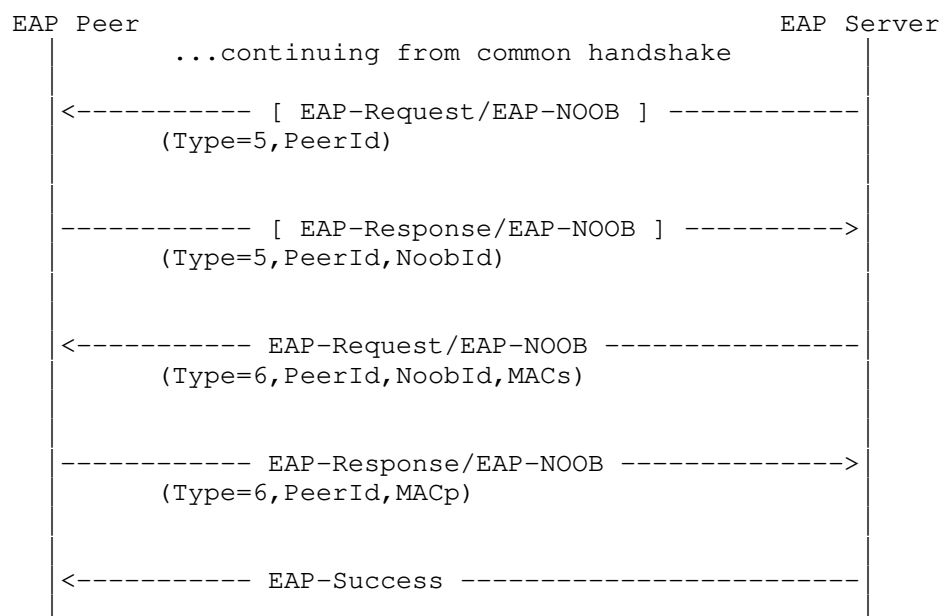 EAP Peer EAP Server
...continuing from common handshake
<----------- [ EAP-Request/EAP-NOOB ] ------------
(Type=5,PeerId)
------------ [ EAP-Response/EAP-NOOB ] ---------->
(Type=5,PeerId,NoobId)
<----------- EAP-Request/EAP-NOOB ----------------
(Type=6,PeerId,NoobId,MACs)
------------ EAP-Response/EAP-NOOB -------------->
(Type=6,PeerId,MACp)
<----------- EAP-Success -------------------------